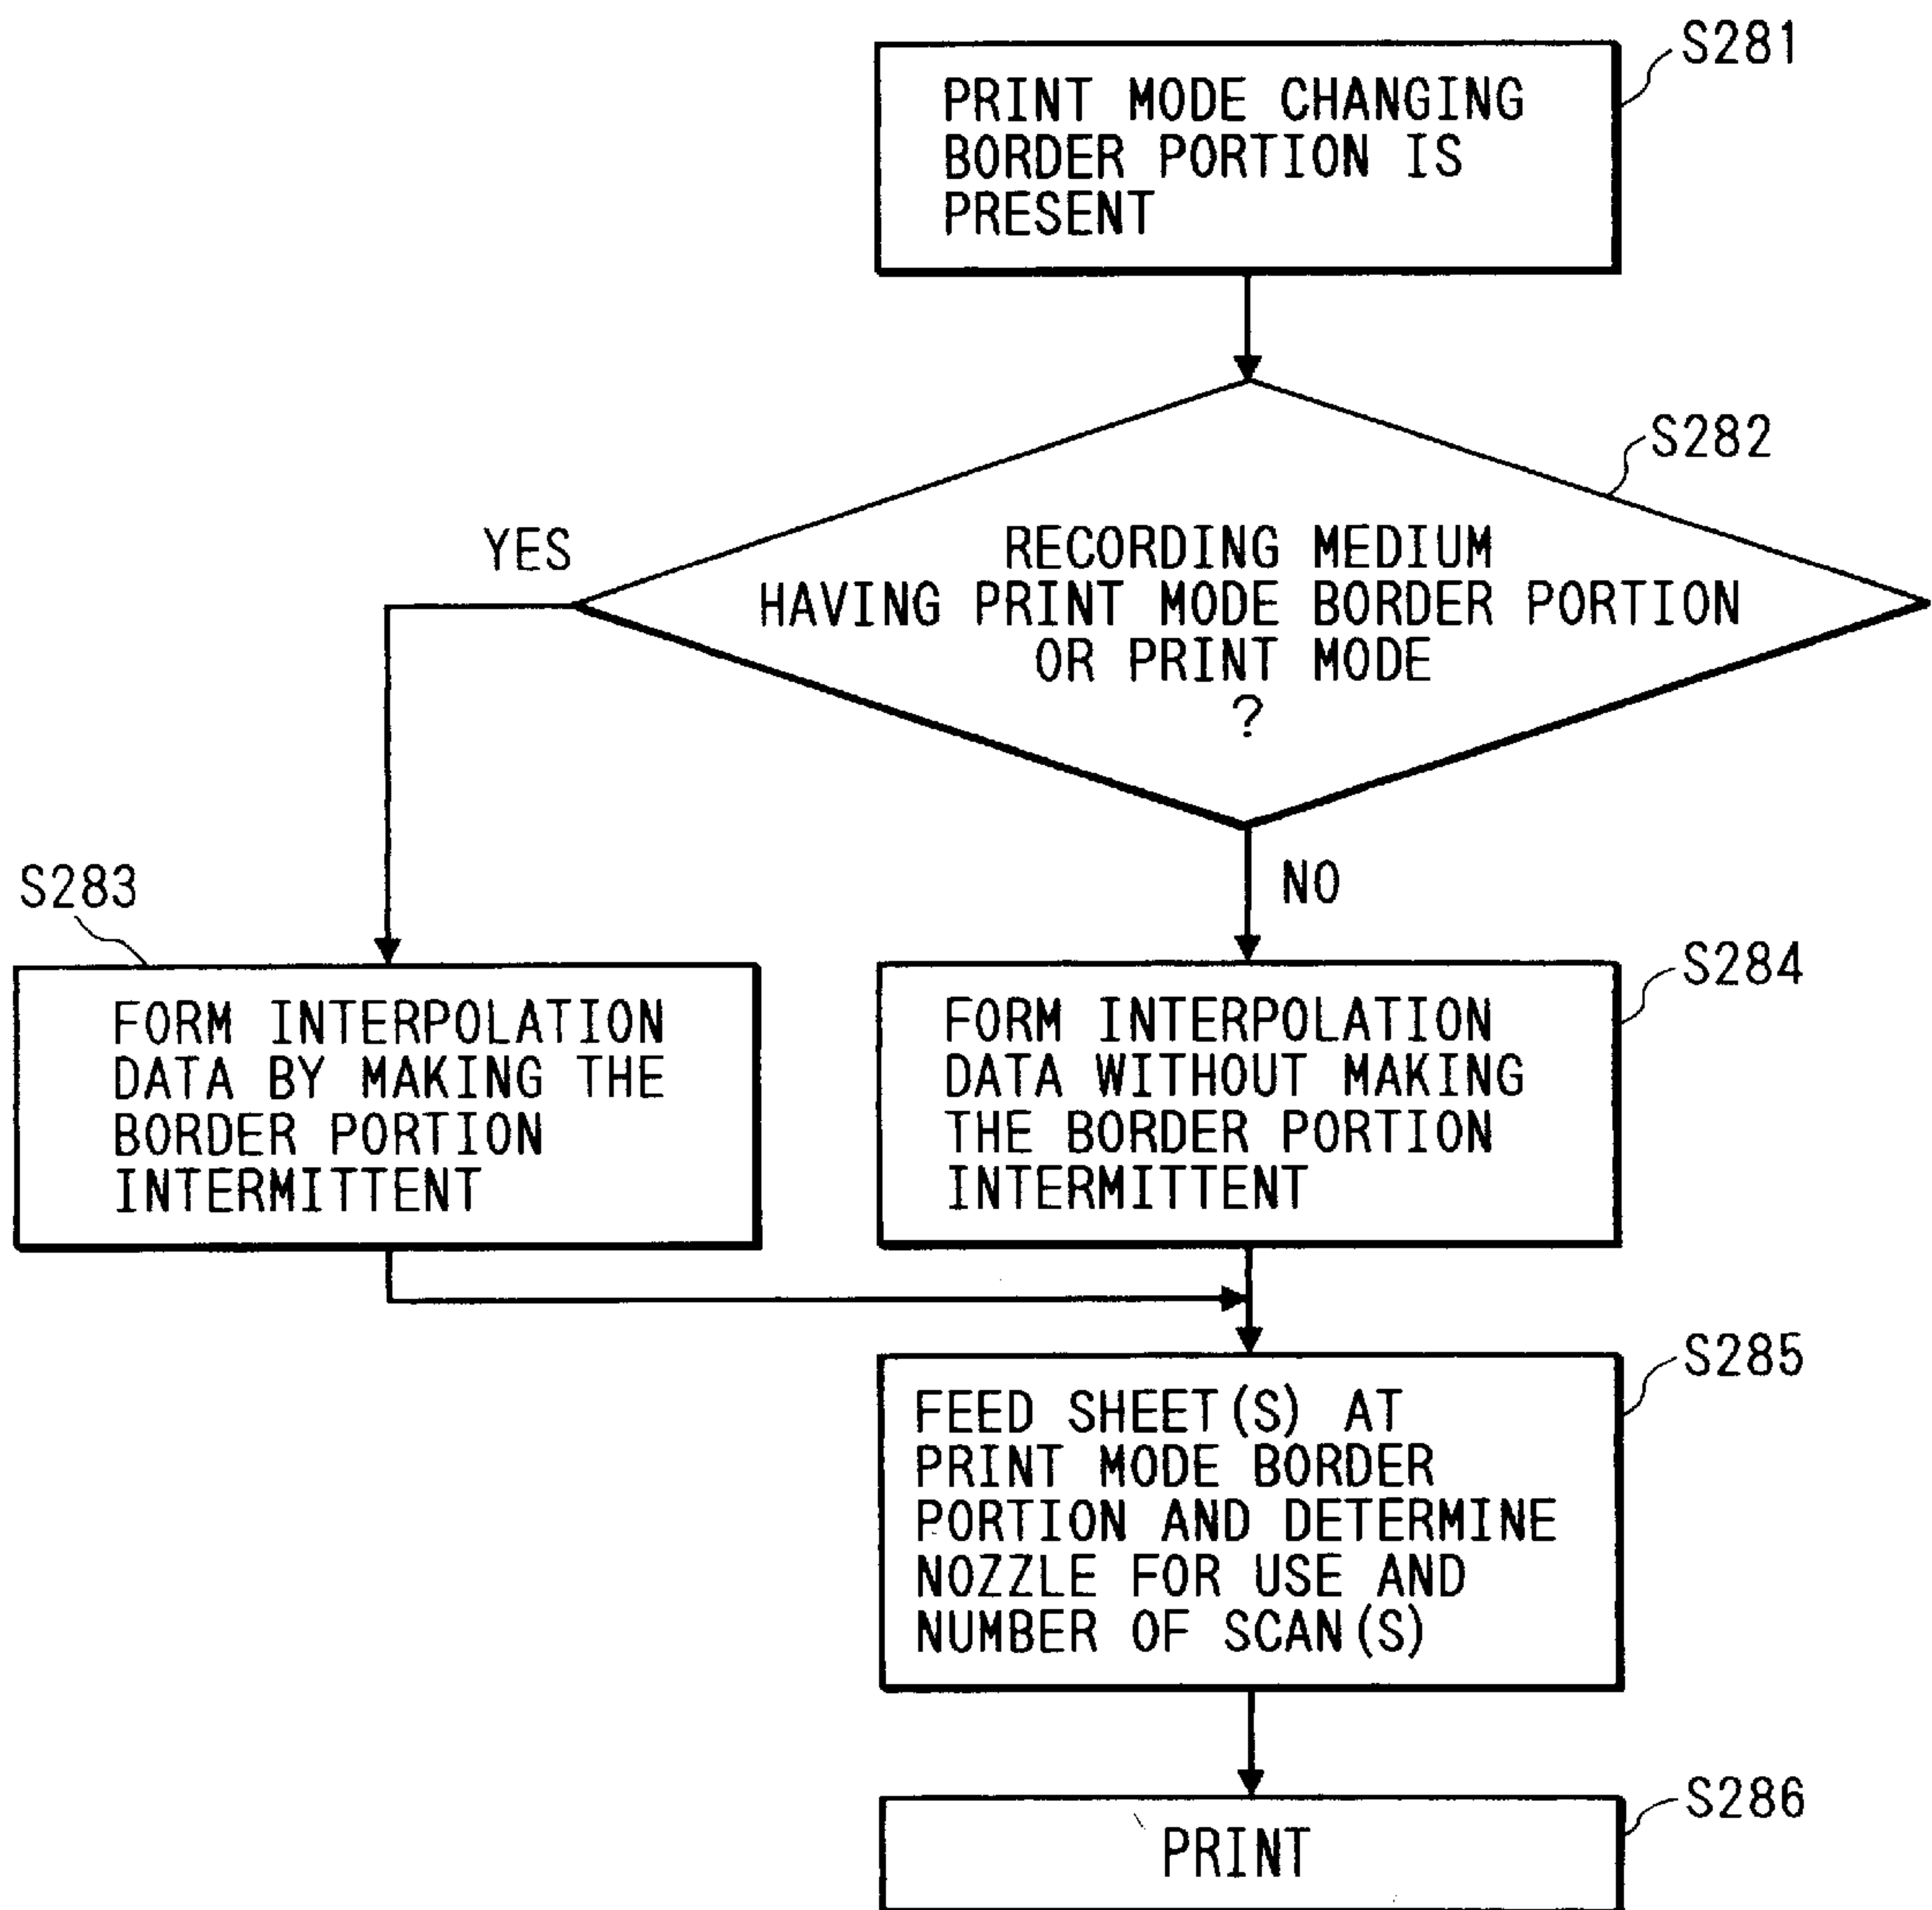 S281
PRINT MODE CHANGING
BORDER PORTION IS
PRESENT
S282
YES
RECORDING MEDIUM
HAVING PRINT MODE BORDER PORTION
OR PRINT MODE
?
NO
S283
FORM INTERPOLATION
DATA BY MAKING THE
BORDER PORTION
INTERMITTENT
S284
FORM INTERPOLATION
DATA WITHOUT MAKING
THE BORDER PORTION
INTERMITTENT
S285
FEED SHEET(S) AT
PRINT MODE BORDER
PORTION AND DETERMINE
NOZZLE FOR USE AND
NUMBER OF SCAN(S)
S286
PRINT